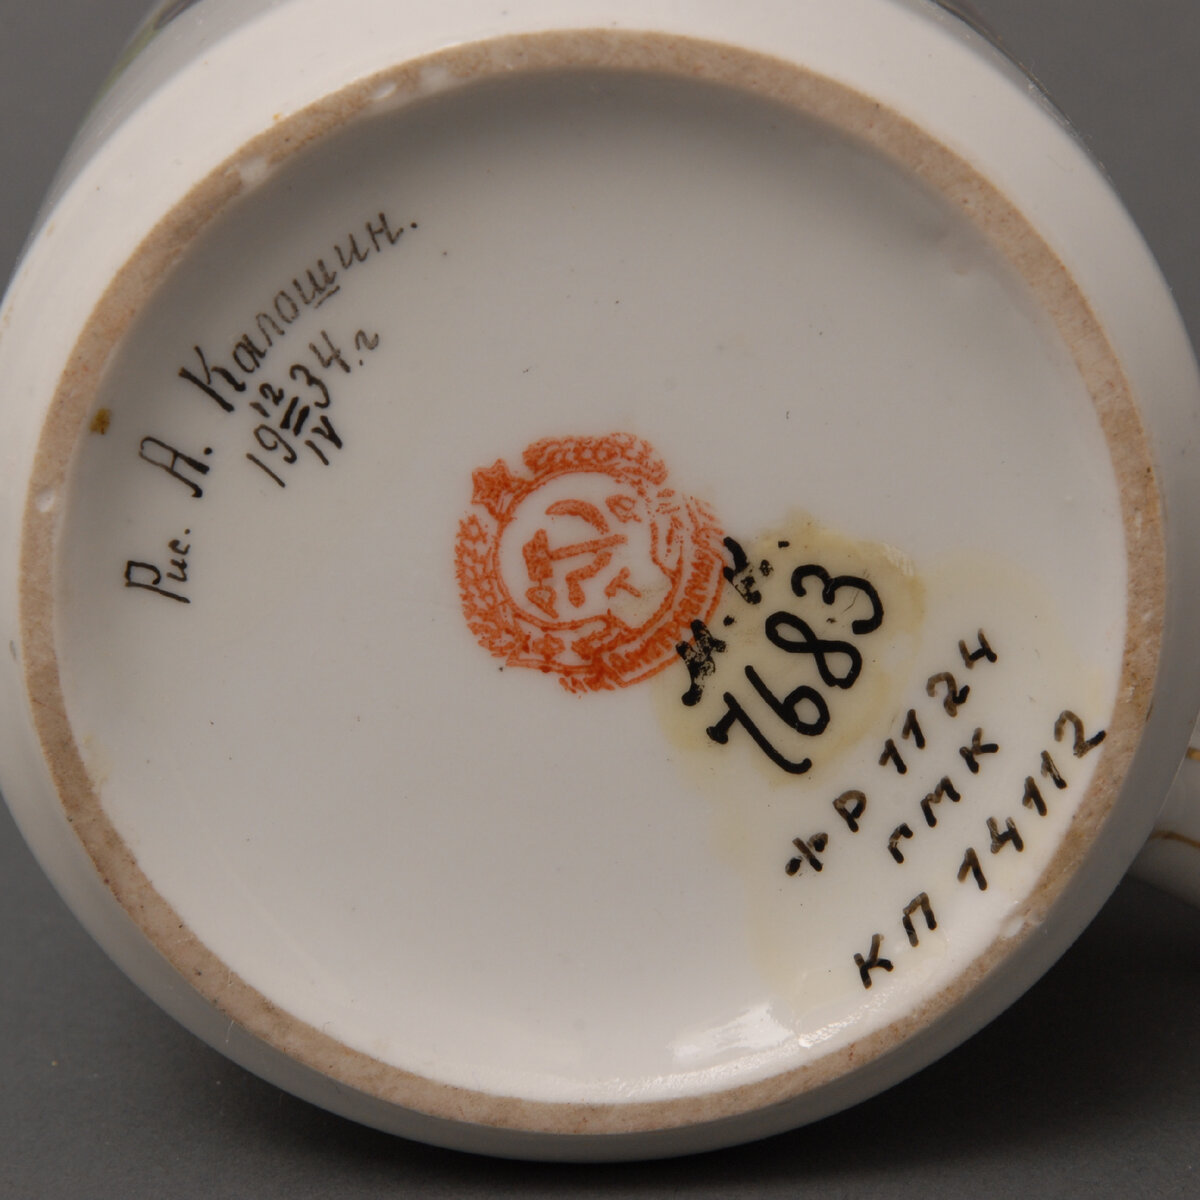 Рис. А. Калошин.
19 12/IV 34. г
М. К.
7683
ФР 1124
ГМК
КП 14112